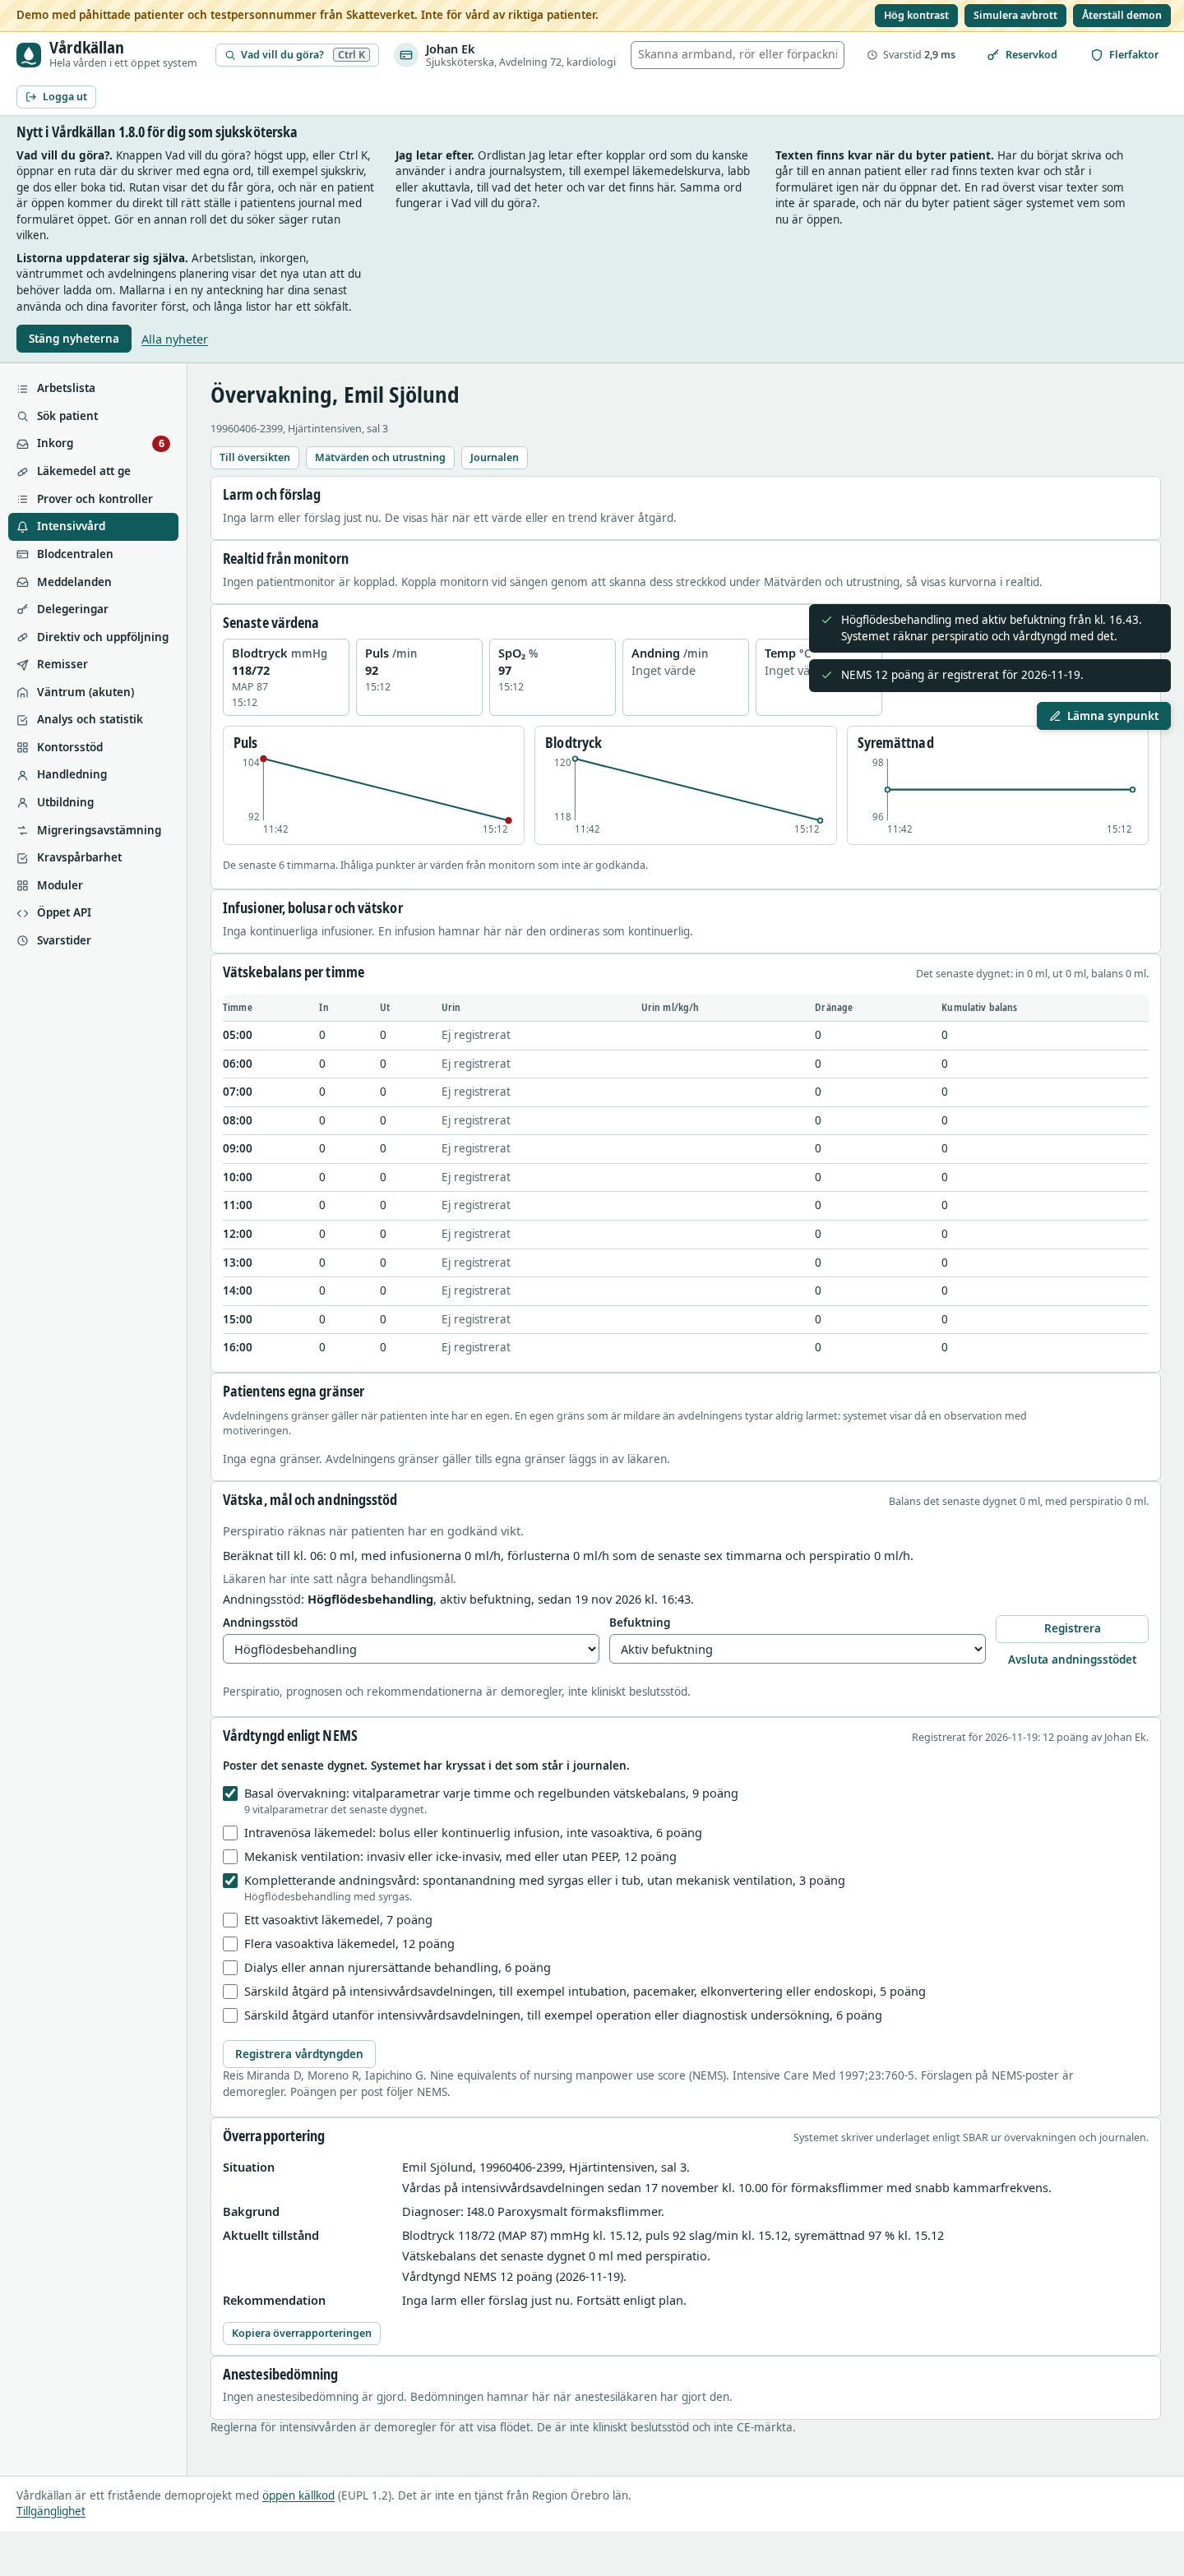 Demo med påhittade patienter och testpersonnummer från Skatteverket. Inte för vård av riktiga patienter.
Hög kontrast
Simulera avbrott
Återställ demon
Vårdkällan
Hela vården i ett öppet system
Vad vill du göra? Ctrl K
Johan Ek
Sjuksköterska, Avdelning 72, kardiologi
Skanna armband, rör eller förpackni
Svarstid 2,9 ms
Reservkod
Flerfaktor
Logga ut
Nytt i Vårdkällan 1.8.0 för dig som sjuksköterska
Vad vill du göra?. Knappen Vad vill du göra? högst upp, eller Ctrl K,
öppnar en ruta där du skriver med egna ord, till exempel sjukskriv,
ge dos eller boka tid. Rutan visar det du får göra, och när en patient
är öppen kommer du direkt till rätt ställe i patientens journal med
formuläret öppet. Gör en annan roll det du söker säger rutan
vilken.
Listorna uppdaterar sig själva. Arbetslistan, inkorgen,
väntrummet och avdelningens planering visar det nya utan att du
behöver ladda om. Mallarna i en ny anteckning har dina senast
använda och dina favoriter först, och långa listor har ett sökfält.
Jag letar efter. Ordlistan Jag letar efter kopplar ord som du kanske
använder i andra journalsystem, till exempel läkemedelskurva, labb
eller akuttavla, till vad det heter och var det finns här. Samma ord
fungerar i Vad vill du göra?.
Texten finns kvar när du byter patient. Har du börjat skriva och
går till en annan patient eller rad finns texten kvar och står i
formuläret igen när du öppnar det. En rad överst visar texter som
inte är sparade, och när du byter patient säger systemet vem som
nu är öppen.
Stäng nyheterna
Alla nyheter
Arbetslista
Sök patient
Inkorg 6
Läkemedel att ge
Prover och kontroller
Intensivvård
Blodcentralen
Meddelanden
Delegeringar
Direktiv och uppföljning
Remisser
Väntrum (akuten)
Analys och statistik
Kontorsstöd
Handledning
Utbildning
Migreringsavstämning
Kravspårbarhet
Moduler
Öppet API
Svarstider
Övervakning, Emil Sjölund
19960406-2399, Hjärtintensiven, sal 3
Till översikten
Mätvärden och utrustning
Journalen
Larm och förslag
Inga larm eller förslag just nu. De visas här när ett värde eller en trend kräver åtgärd.
Realtid från monitorn
Ingen patientmonitor är kopplad. Koppla monitorn vid sängen genom att skanna dess streckkod under Mätvärden och utrustning, så visas kurvorna i realtid.
Högflödesbehandling med aktiv befuktning från kl. 16.43.
Systemet räknar perspiratio och vårdtyngd med det.
NEMS 12 poäng är registrerat för 2026-11-19.
Lämna synpunkt
Senaste värdena
Blodtryck mmHg
118/72
MAP 87
15:12
Puls /min
92
15:12
SpO₂ %
97
15:12
Andning /min
Inget värde
Temp °C
Inget vä
Puls
104
92
11:42 15:12
Blodtryck
120
118
11:42 15:12
Syremättnad
98
96
11:42 15:12
De senaste 6 timmarna. Ihåliga punkter är värden från monitorn som inte är godkända.
Infusioner, bolusar och vätskor
Inga kontinuerliga infusioner. En infusion hamnar här när den ordineras som kontinuerlig.
Vätskebalans per timme
Det senaste dygnet: in 0 ml, ut 0 ml, balans 0 ml.
Timme In Ut Urin Urin ml/kg/h Dränage Kumulativ balans
05:00 0 0 Ej registrerat 0 0
06:00 0 0 Ej registrerat 0 0
07:00 0 0 Ej registrerat 0 0
08:00 0 0 Ej registrerat 0 0
09:00 0 0 Ej registrerat 0 0
10:00 0 0 Ej registrerat 0 0
11:00 0 0 Ej registrerat 0 0
12:00 0 0 Ej registrerat 0 0
13:00 0 0 Ej registrerat 0 0
14:00 0 0 Ej registrerat 0 0
15:00 0 0 Ej registrerat 0 0
16:00 0 0 Ej registrerat 0 0
Patientens egna gränser
Avdelningens gränser gäller när patienten inte har en egen. En egen gräns som är mildare än avdelningens tystar aldrig larmet: systemet visar då en observation med
motiveringen.
Inga egna gränser. Avdelningens gränser gäller tills egna gränser läggs in av läkaren.
Vätska, mål och andningsstöd
Balans det senaste dygnet 0 ml, med perspiratio 0 ml.
Perspiratio räknas när patienten har en godkänd vikt.
Beräknat till kl. 06: 0 ml, med infusionerna 0 ml/h, förlusterna 0 ml/h som de senaste sex timmarna och perspiratio 0 ml/h.
Läkaren har inte satt några behandlingsmål.
Andningsstöd: Högflödesbehandling, aktiv befuktning, sedan 19 nov 2026 kl. 16:43.
Andningsstöd
Högflödesbehandling
Befuktning
Aktiv befuktning
Registrera
Avsluta andningsstödet
Perspiratio, prognosen och rekommendationerna är demoregler, inte kliniskt beslutsstöd.
Vårdtyngd enligt NEMS
Registrerat för 2026-11-19: 12 poäng av Johan Ek.
Poster det senaste dygnet. Systemet har kryssat i det som står i journalen.
Basal övervakning: vitalparametrar varje timme och regelbunden vätskebalans, 9 poäng
9 vitalparametrar det senaste dygnet.
Intravenösa läkemedel: bolus eller kontinuerlig infusion, inte vasoaktiva, 6 poäng
Mekanisk ventilation: invasiv eller icke-invasiv, med eller utan PEEP, 12 poäng
Kompletterande andningsvård: spontanandning med syrgas eller i tub, utan mekanisk ventilation, 3 poäng
Högflödesbehandling med syrgas.
Ett vasoaktivt läkemedel, 7 poäng
Flera vasoaktiva läkemedel, 12 poäng
Dialys eller annan njurersättande behandling, 6 poäng
Särskild åtgärd på intensivvårdsavdelningen, till exempel intubation, pacemaker, elkonvertering eller endoskopi, 5 poäng
Särskild åtgärd utanför intensivvårdsavdelningen, till exempel operation eller diagnostisk undersökning, 6 poäng
Registrera vårdtyngden
Reis Miranda D, Moreno R, Iapichino G. Nine equivalents of nursing manpower use score (NEMS). Intensive Care Med 1997;23:760-5. Förslagen på NEMS-poster är
demoregler. Poängen per post följer NEMS.
Överrapportering
Systemet skriver underlaget enligt SBAR ur övervakningen och journalen.
Situation
Emil Sjölund, 19960406-2399, Hjärtintensiven, sal 3.
Vårdas på intensivvårdsavdelningen sedan 17 november kl. 10.00 för förmaksflimmer med snabb kammarfrekvens.
Bakgrund
Diagnoser: I48.0 Paroxysmalt förmaksflimmer.
Aktuellt tillstånd
Blodtryck 118/72 (MAP 87) mmHg kl. 15.12, puls 92 slag/min kl. 15.12, syremättnad 97 % kl. 15.12
Vätskebalans det senaste dygnet 0 ml med perspiratio.
Vårdtyngd NEMS 12 poäng (2026-11-19).
Rekommendation
Inga larm eller förslag just nu. Fortsätt enligt plan.
Kopiera överrapporteringen
Anestesibedömning
Ingen anestesibedömning är gjord. Bedömningen hamnar här när anestesiläkaren har gjort den.
Reglerna för intensivvården är demoregler för att visa flödet. De är inte kliniskt beslutsstöd och inte CE-märkta.
Vårdkällan är ett fristående demoprojekt med öppen källkod (EUPL 1.2). Det är inte en tjänst från Region Örebro län.
Tillgänglighet